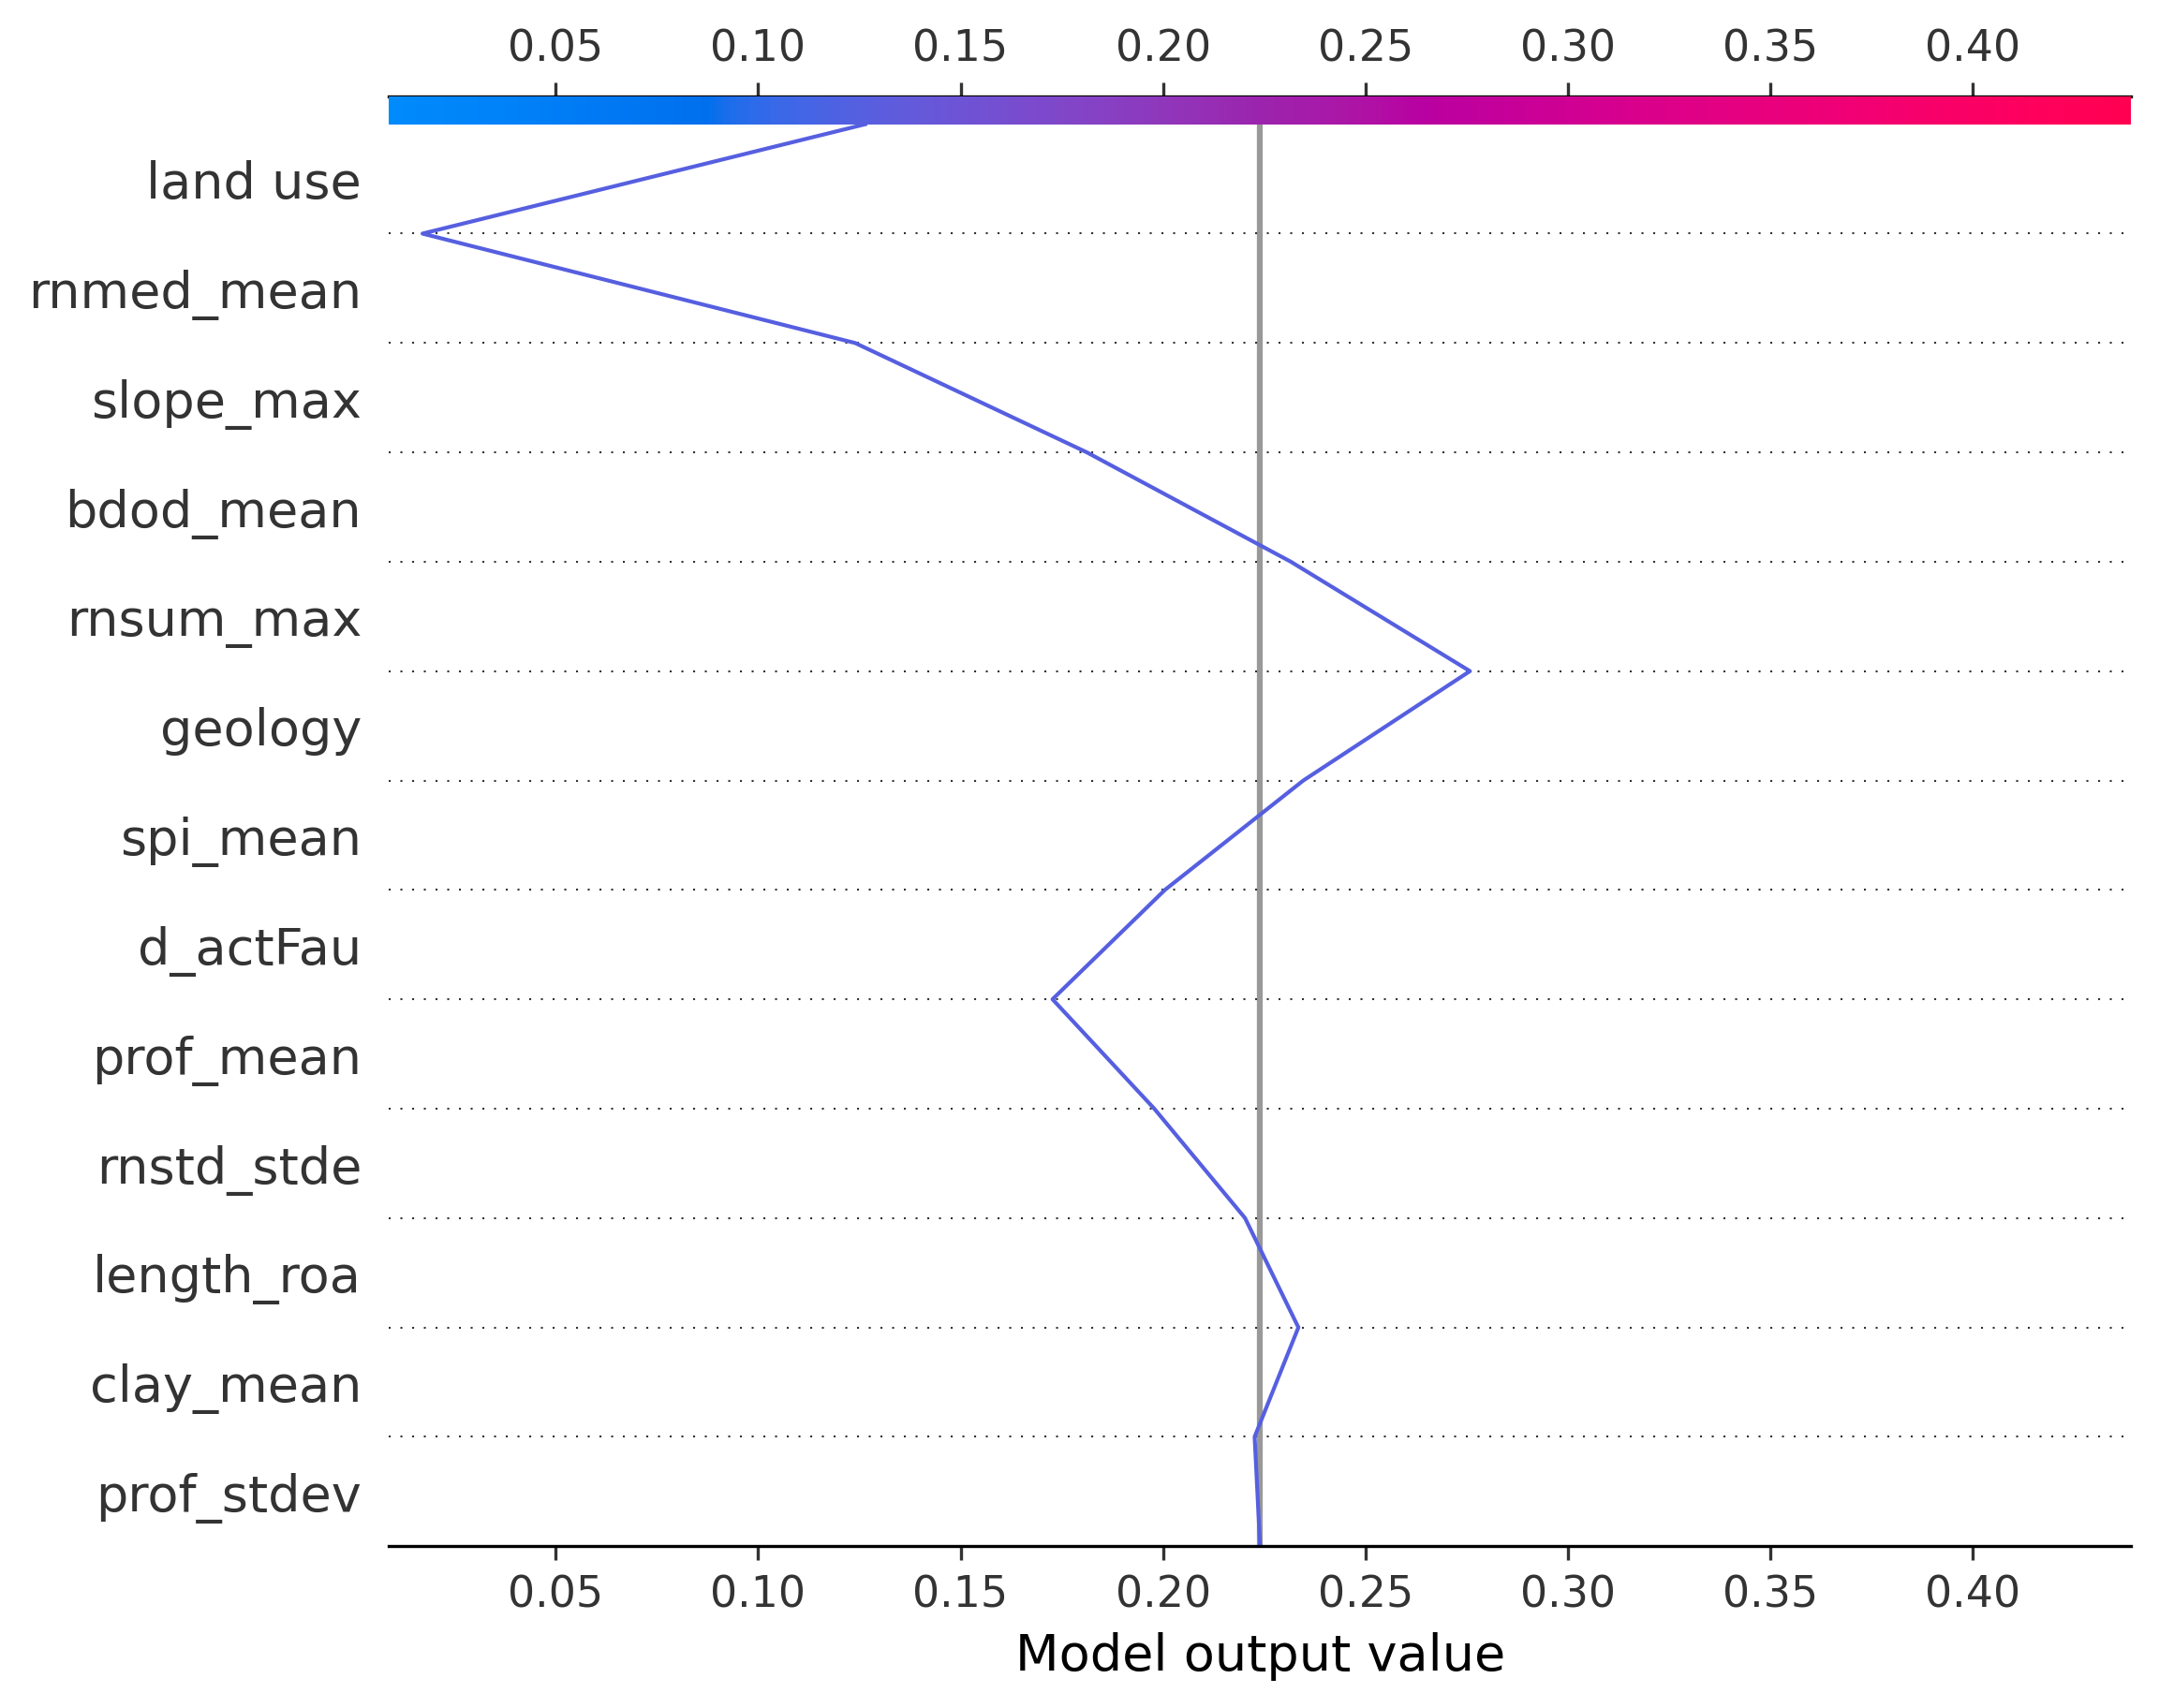 0.05 0.10 0.15 0.20 0.25 0.30 0.35 0.40
land use
rnmed_mean
slope_max
bdod_mean
rnsum_max
geology
spi_mean
d_actFau
prof_mean
rnstd_stde
length_roa
clay_mean
prof_stdev
0.05 0.10 0.15 0.20 0.25 0.30 0.35 0.40
Model output value